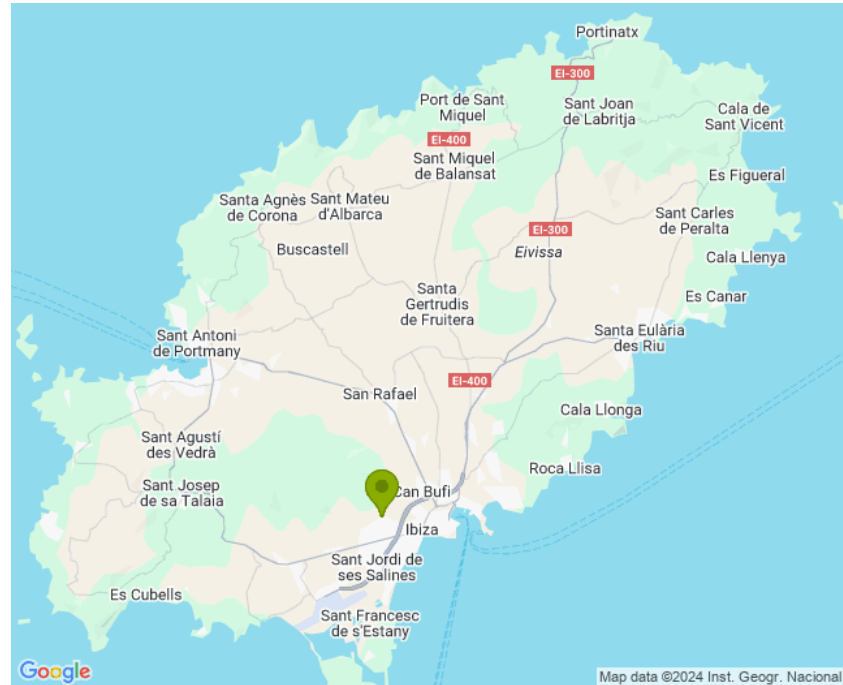 Portinatx
EI-300
Port de Sant
Miquel
Sant Joan
de Labritja
Cala de
Sant Vicent
EI-400
Sant Miquel
de Balansat
Es Figueral
Santa Agnès
de Corona
Sant Mateu
d'Albarca
Sant Carles
de Peralta
EI-300
Buscastell
Eivissa
Cala Llenya
Santa
Gertrudis
de Fruitera
Es Canar
Sant Antoni
de Portmany
Santa Eulària
des Riu
EI-400
San Rafael
Cala Llonga
Sant Agustí
des Vedrà
Roca Llisa
Sant Josep
de sa Talaia
Can Bufi
Ibiza
Sant Jordi de
ses Salines
Es Cubells
Sant Francesc
de s'Estany
Google
Map data ©2024 Inst. Geogr. Nacional